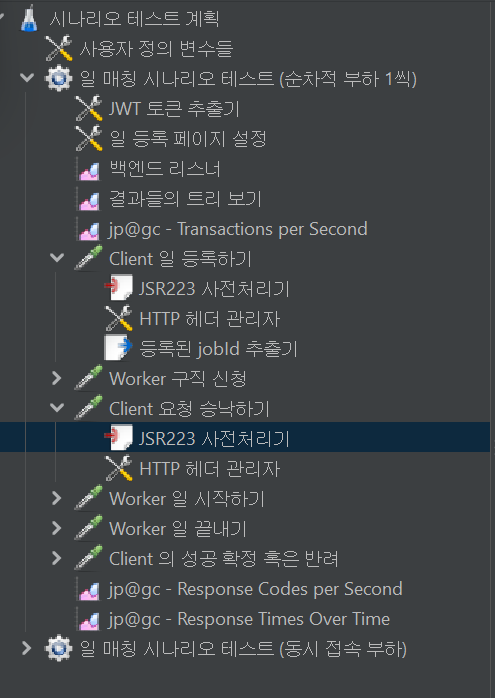 시나리오 테스트 계획
사용자 정의 변수들
일 매칭 시나리오 테스트 (순차적 부하 1씩)
JWT 토큰 추출기
일 등록 페이지 설정
백엔드 리스너
결과들의 트리 보기
jp@gc - Transactions per Second
Client 일 등록하기
JSR223 사전처리기
HTTP 헤더 관리자
등록된 jobId 추출기
Worker 구직 신청
Client 요청 승낙하기
JSR223 사전처리기
HTTP 헤더 관리자
Worker 일 시작하기
Worker 일 끝내기
Client 의 성공 확정 혹은 반려
jp@gc - Response Codes per Second
jp@gc - Response Times Over Time
일 매칭 시나리오 테스트 (동시 접속 부하)